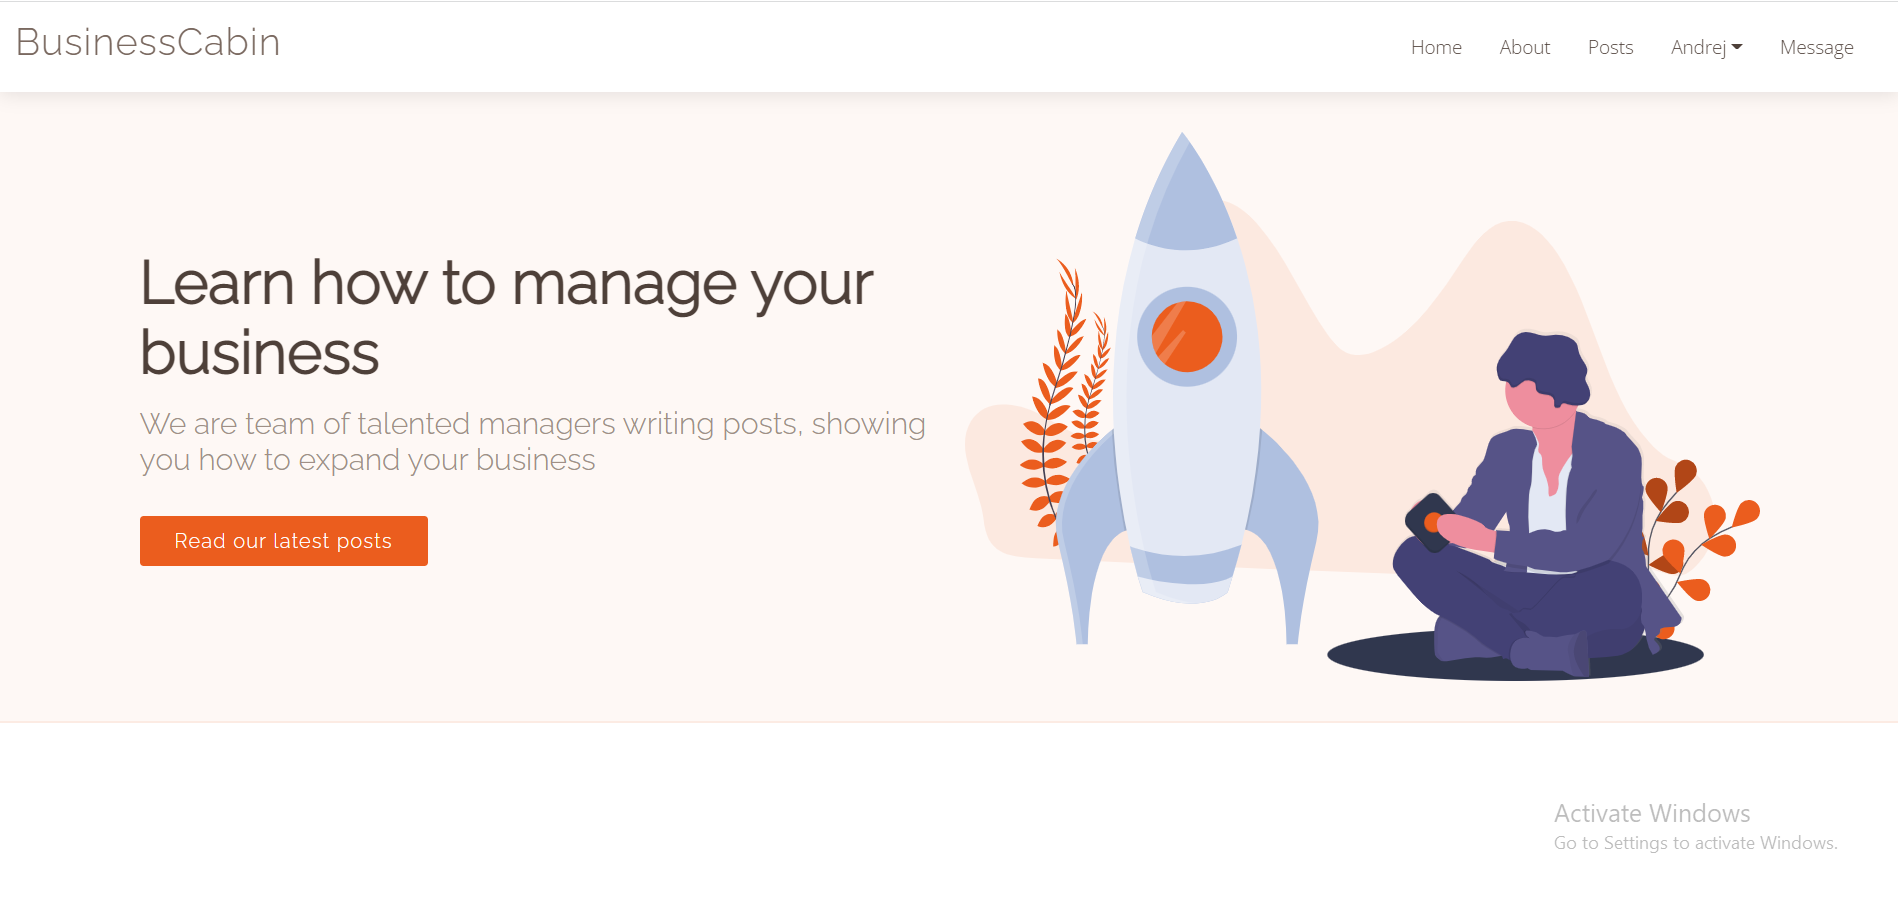 BusinessCabin
Home About Posts Andrej Message
Learn how to manage your
business
We are team of talented managers writing posts, showing
you how to expand your business
Read our latest posts
Activate Windows
Go to Settings to activate Windows.